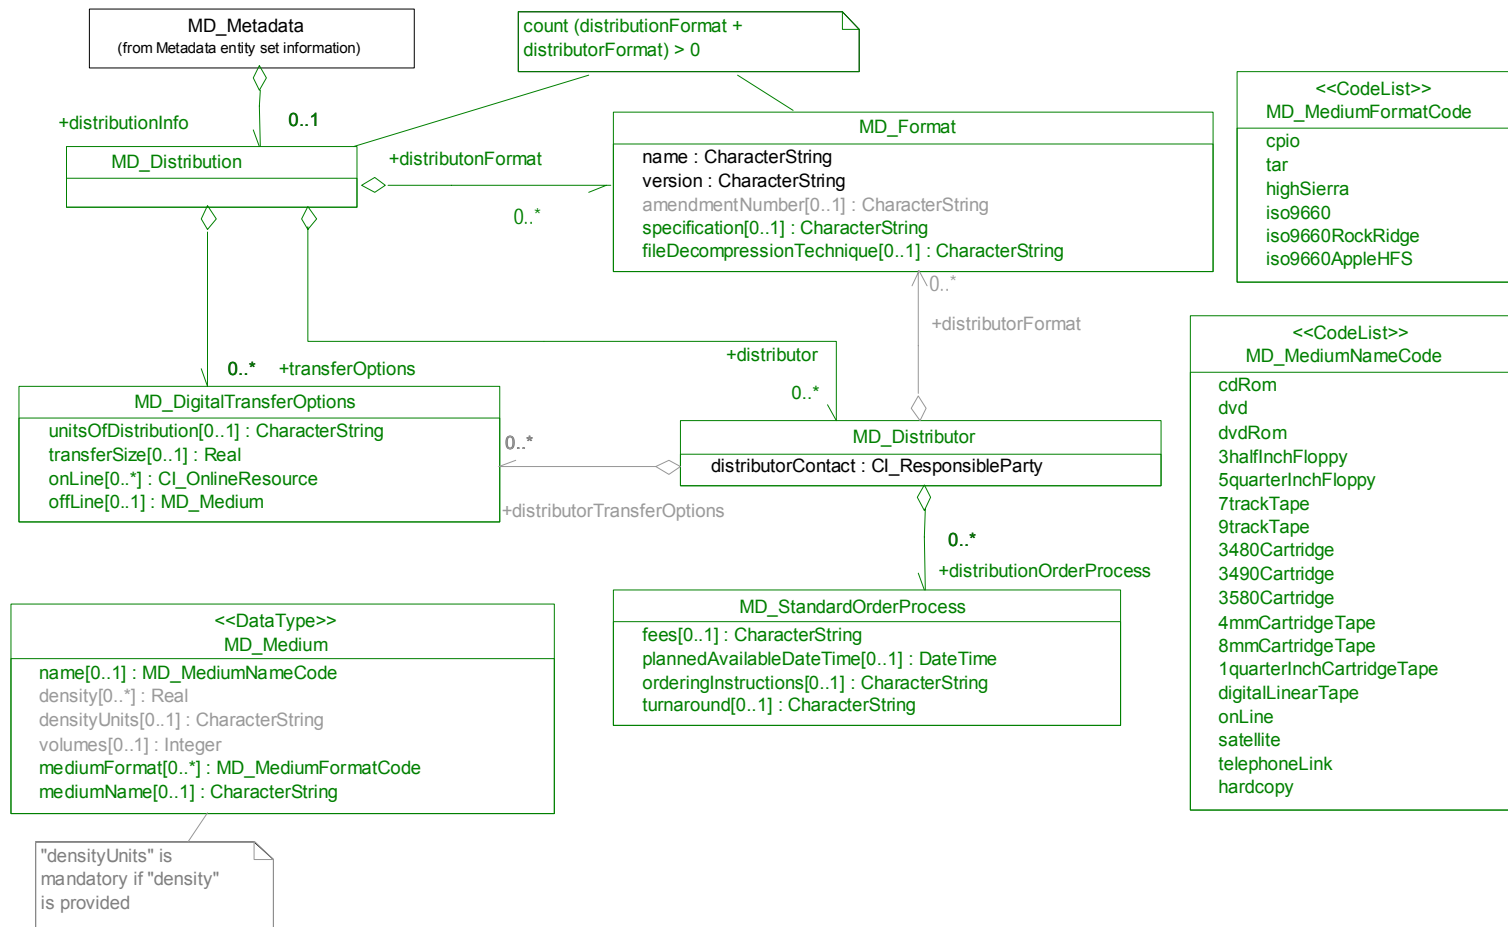 MD_Metadata
(from Metadata entity set information)
count (distributionFormat +
distributorFormat) > 0
+distributionInfo
0..1
MD_Distribution
+distributonFormat
0..*
MD_Format
name : CharacterString
version : CharacterString
amendmentNumber[0..1] : CharacterString
specification[0..1] : CharacterString
fileDecompressionTechnique[0..1] : CharacterString
<<CodeList>>
MD_MediumFormatCode
cpio
tar
highSierra
iso9660
iso9660RockRidge
iso9660AppleHFS
0..*
+distributorFormat
0..*
+transferOptions
+distributor
0..*
MD_DigitalTransferOptions
unitsOfDistribution[0..1] : CharacterString
transferSize[0..1] : Real
onLine[0..*] : CI_OnlineResource
offLine[0..1] : MD_Medium
0..*
+distributorTransferOptions
MD_Distributor
distributorContact : CI_ResponsibleParty
0..*
+distributionOrderProcess
MD_StandardOrderProcess
fees[0..1] : CharacterString
plannedAvailableDateTime[0..1] : DateTime
orderingInstructions[0..1] : CharacterString
turnaround[0..1] : CharacterString
<<CodeList>>
MD_MediumNameCode
cdRom
dvd
dvdRom
3halfInchFloppy
5quarterInchFloppy
7trackTape
9trackTape
3480Cartridge
3490Cartridge
3580Cartridge
4mmCartridgeTape
8mmCartridgeTape
1quarterInchCartridgeTape
digitalLinearTape
onLine
satellite
telephoneLink
hardcopy
<<DataType>>
MD_Medium
name[0..1] : MD_MediumNameCode
density[0..*] : Real
densityUnits[0..1] : CharacterString
volumes[0..1] : Integer
mediumFormat[0..*] : MD_MediumFormatCode
mediumName[0..1] : CharacterString
"densityUnits" is
mandatory if "density"
is provided